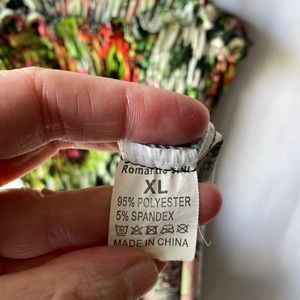 Romantic
XL
95% POLYESTER
5% SPANDEX
MADE IN CHINA